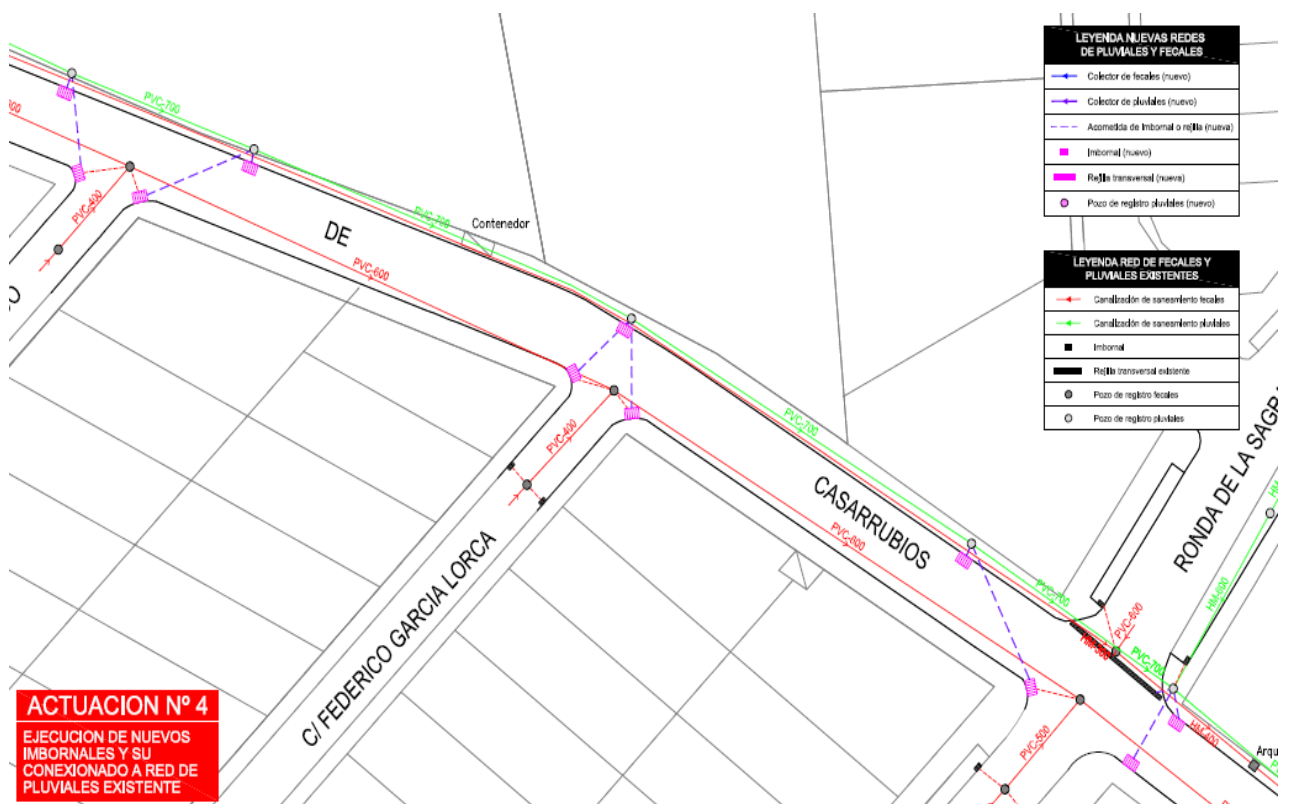 LEYENDA NUEVAS REDES
DE PLUVIALES Y FECALES
Colector de fecales (nuevo)
Colector de pluviales (nuevo)
Acometida de Imbornal o rejilla (nueva)
Imbornal (nuevo)
Rejilla transversal (nueva)
Pozo de registro pluviales (nuevo)
LEYENDA RED DE FECALES Y
PLUVIALES EXISTENTES
Canalización de saneamiento fecales
Canalización de saneamiento pluviales
Imbornal
Rejilla transversal existente
Pozo de registro fecales
Pozo de registro pluviales
PVC-700
PVC-400
PVC-700
Contenedor
DE
PVC-600
PVC-400
PVC-700
CASARRUBIOS
PVC-600
C/ FEDERICO GARCIA LORCA
RONDA DE LA SAGR
HM-600
PVC-700
PVC-600
PVC-700
HM-400
PVC-500
Arqu
ACTUACION Nº 4
EJECUCION DE NUEVOS
IMBORNALES Y SU
CONEXIONADO A RED DE
PLUVIALES EXISTENTE